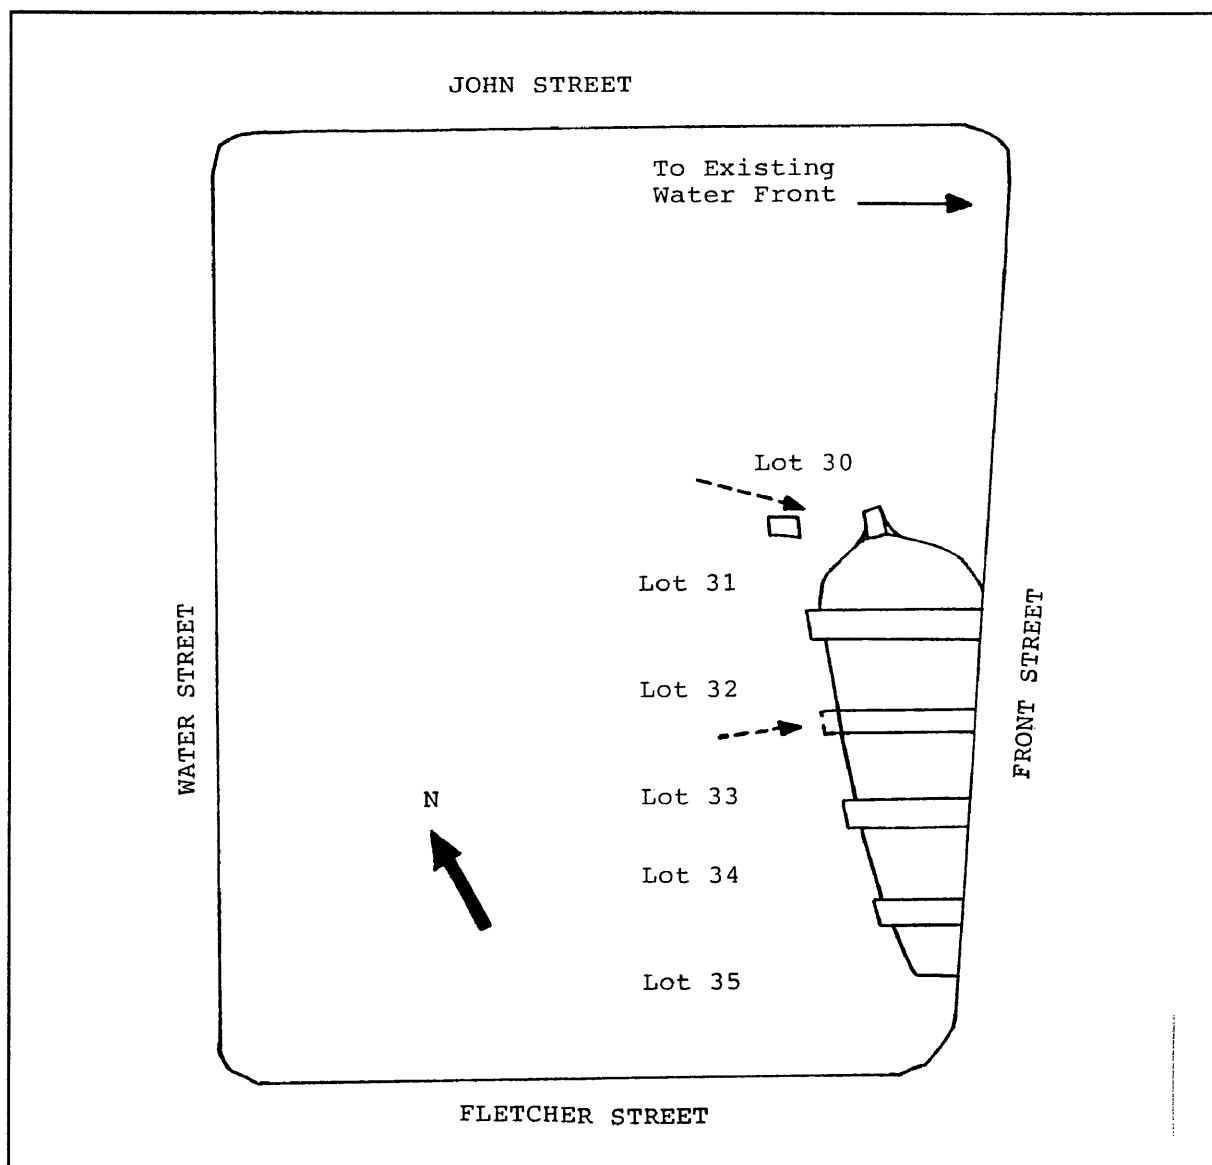 JOHN STREET
To Existing
Water Front
Lot 30
Lot 31
WATER STREET
FRONT STREET
Lot 32
Lot 33
N
Lot 34
Lot 35
FLETCHER STREET